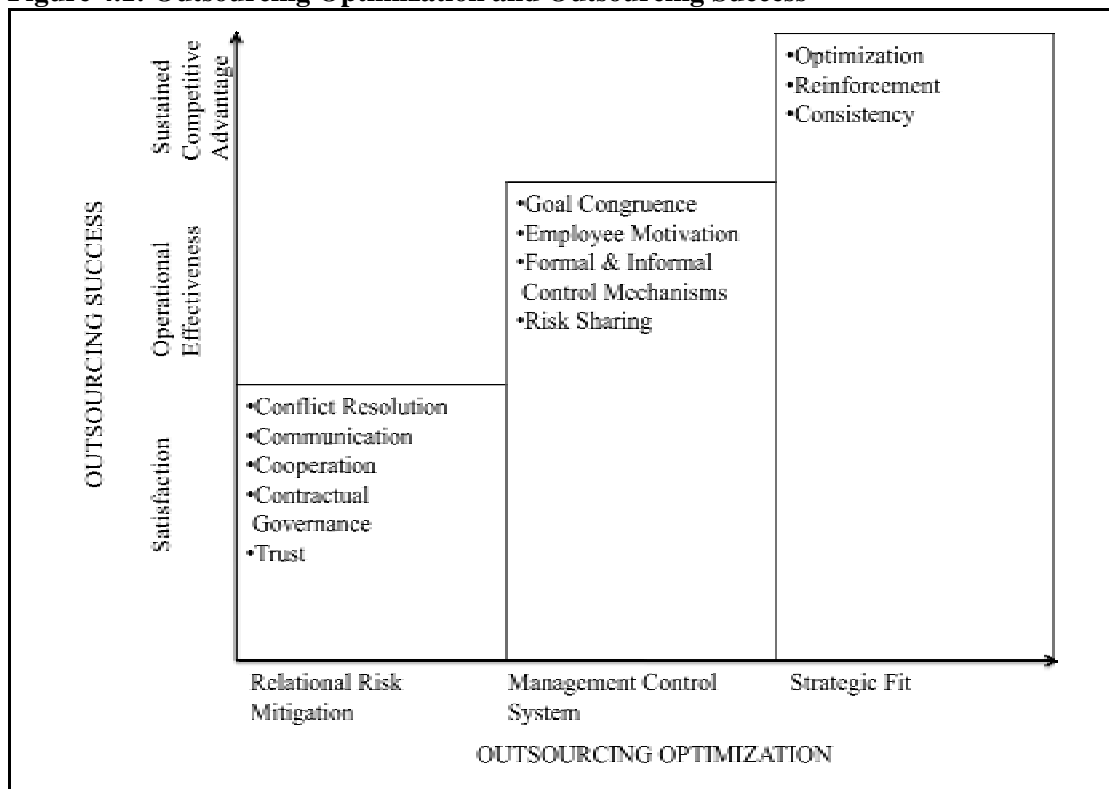 Figure 4.2: Outsourcing Optimization and Outsourcing Success
OUTSOURCING SUCCESS
Sustained
Competitive
Advantage
Operational
Effectiveness
Satisfaction
•Optimization
•Reinforcement
•Consistency
•Goal Congruence
•Employee Motivation
•Formal & Informal
Control Mechanisms
•Risk Sharing
•Conflict Resolution
•Communication
•Cooperation
•Contractual
Governance
•Trust
Relational Risk
Mitigation
Management Control
System
Strategic Fit
OUTSOURCING OPTIMIZATION